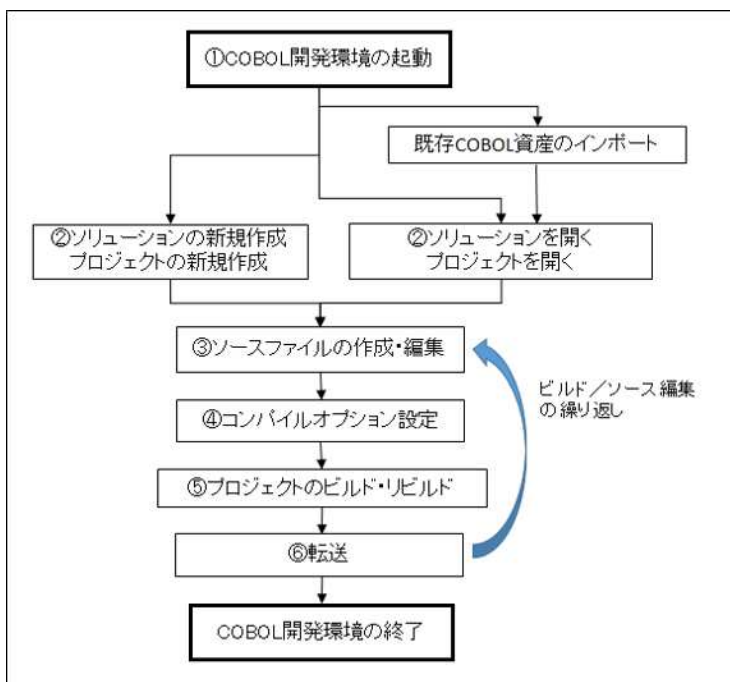 ①COBOL開発環境の起動
既存COBOL資産のインポート
②ソリューションの新規作成
プロジェクトの新規作成
②ソリューションを開く
プロジェクトを開く
③ソースファイルの作成・編集
ビルド／ソース編集
の繰り返し
④コンパイルオプション設定
⑤プロジェクトのビルド・リビルド
⑥転送
COBOL開発環境の終了